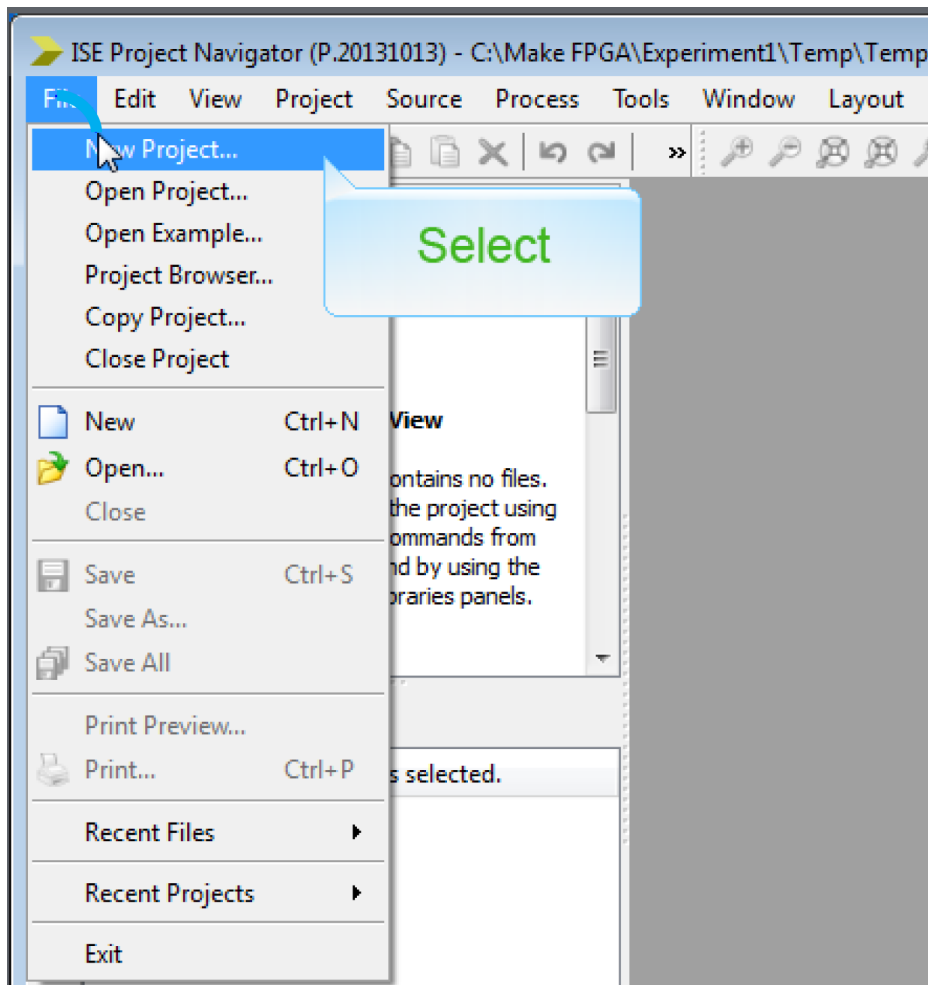 ISE Project Navigator (P.20131013) - C:\Make FPGA\Experiment1\Temp\Temp
File Edit View Project Source Process Tools Window Layout
New Project...
»
Open Project...
Select
Open Example...
Project Browser...
Copy Project...
Close Project
New Ctrl+N
View
Open... Ctrl+O
ontains no files.
Close
the project using
ommands from
nd by using the
Save Ctrl+S
braries panels.
Save As...
Save All
Print Preview...
Print... Ctrl+P
s selected.
Recent Files
Recent Projects
Exit